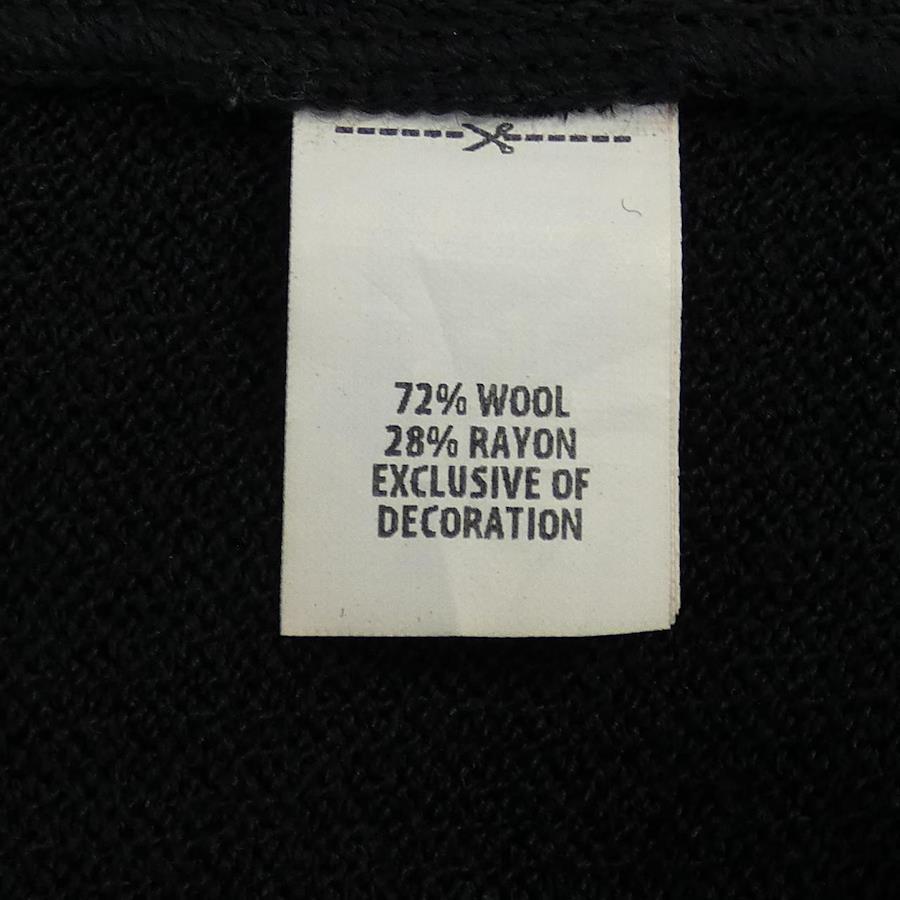 72% WOOL
28% RAYON
EXCLUSIVE OF
DECORATION